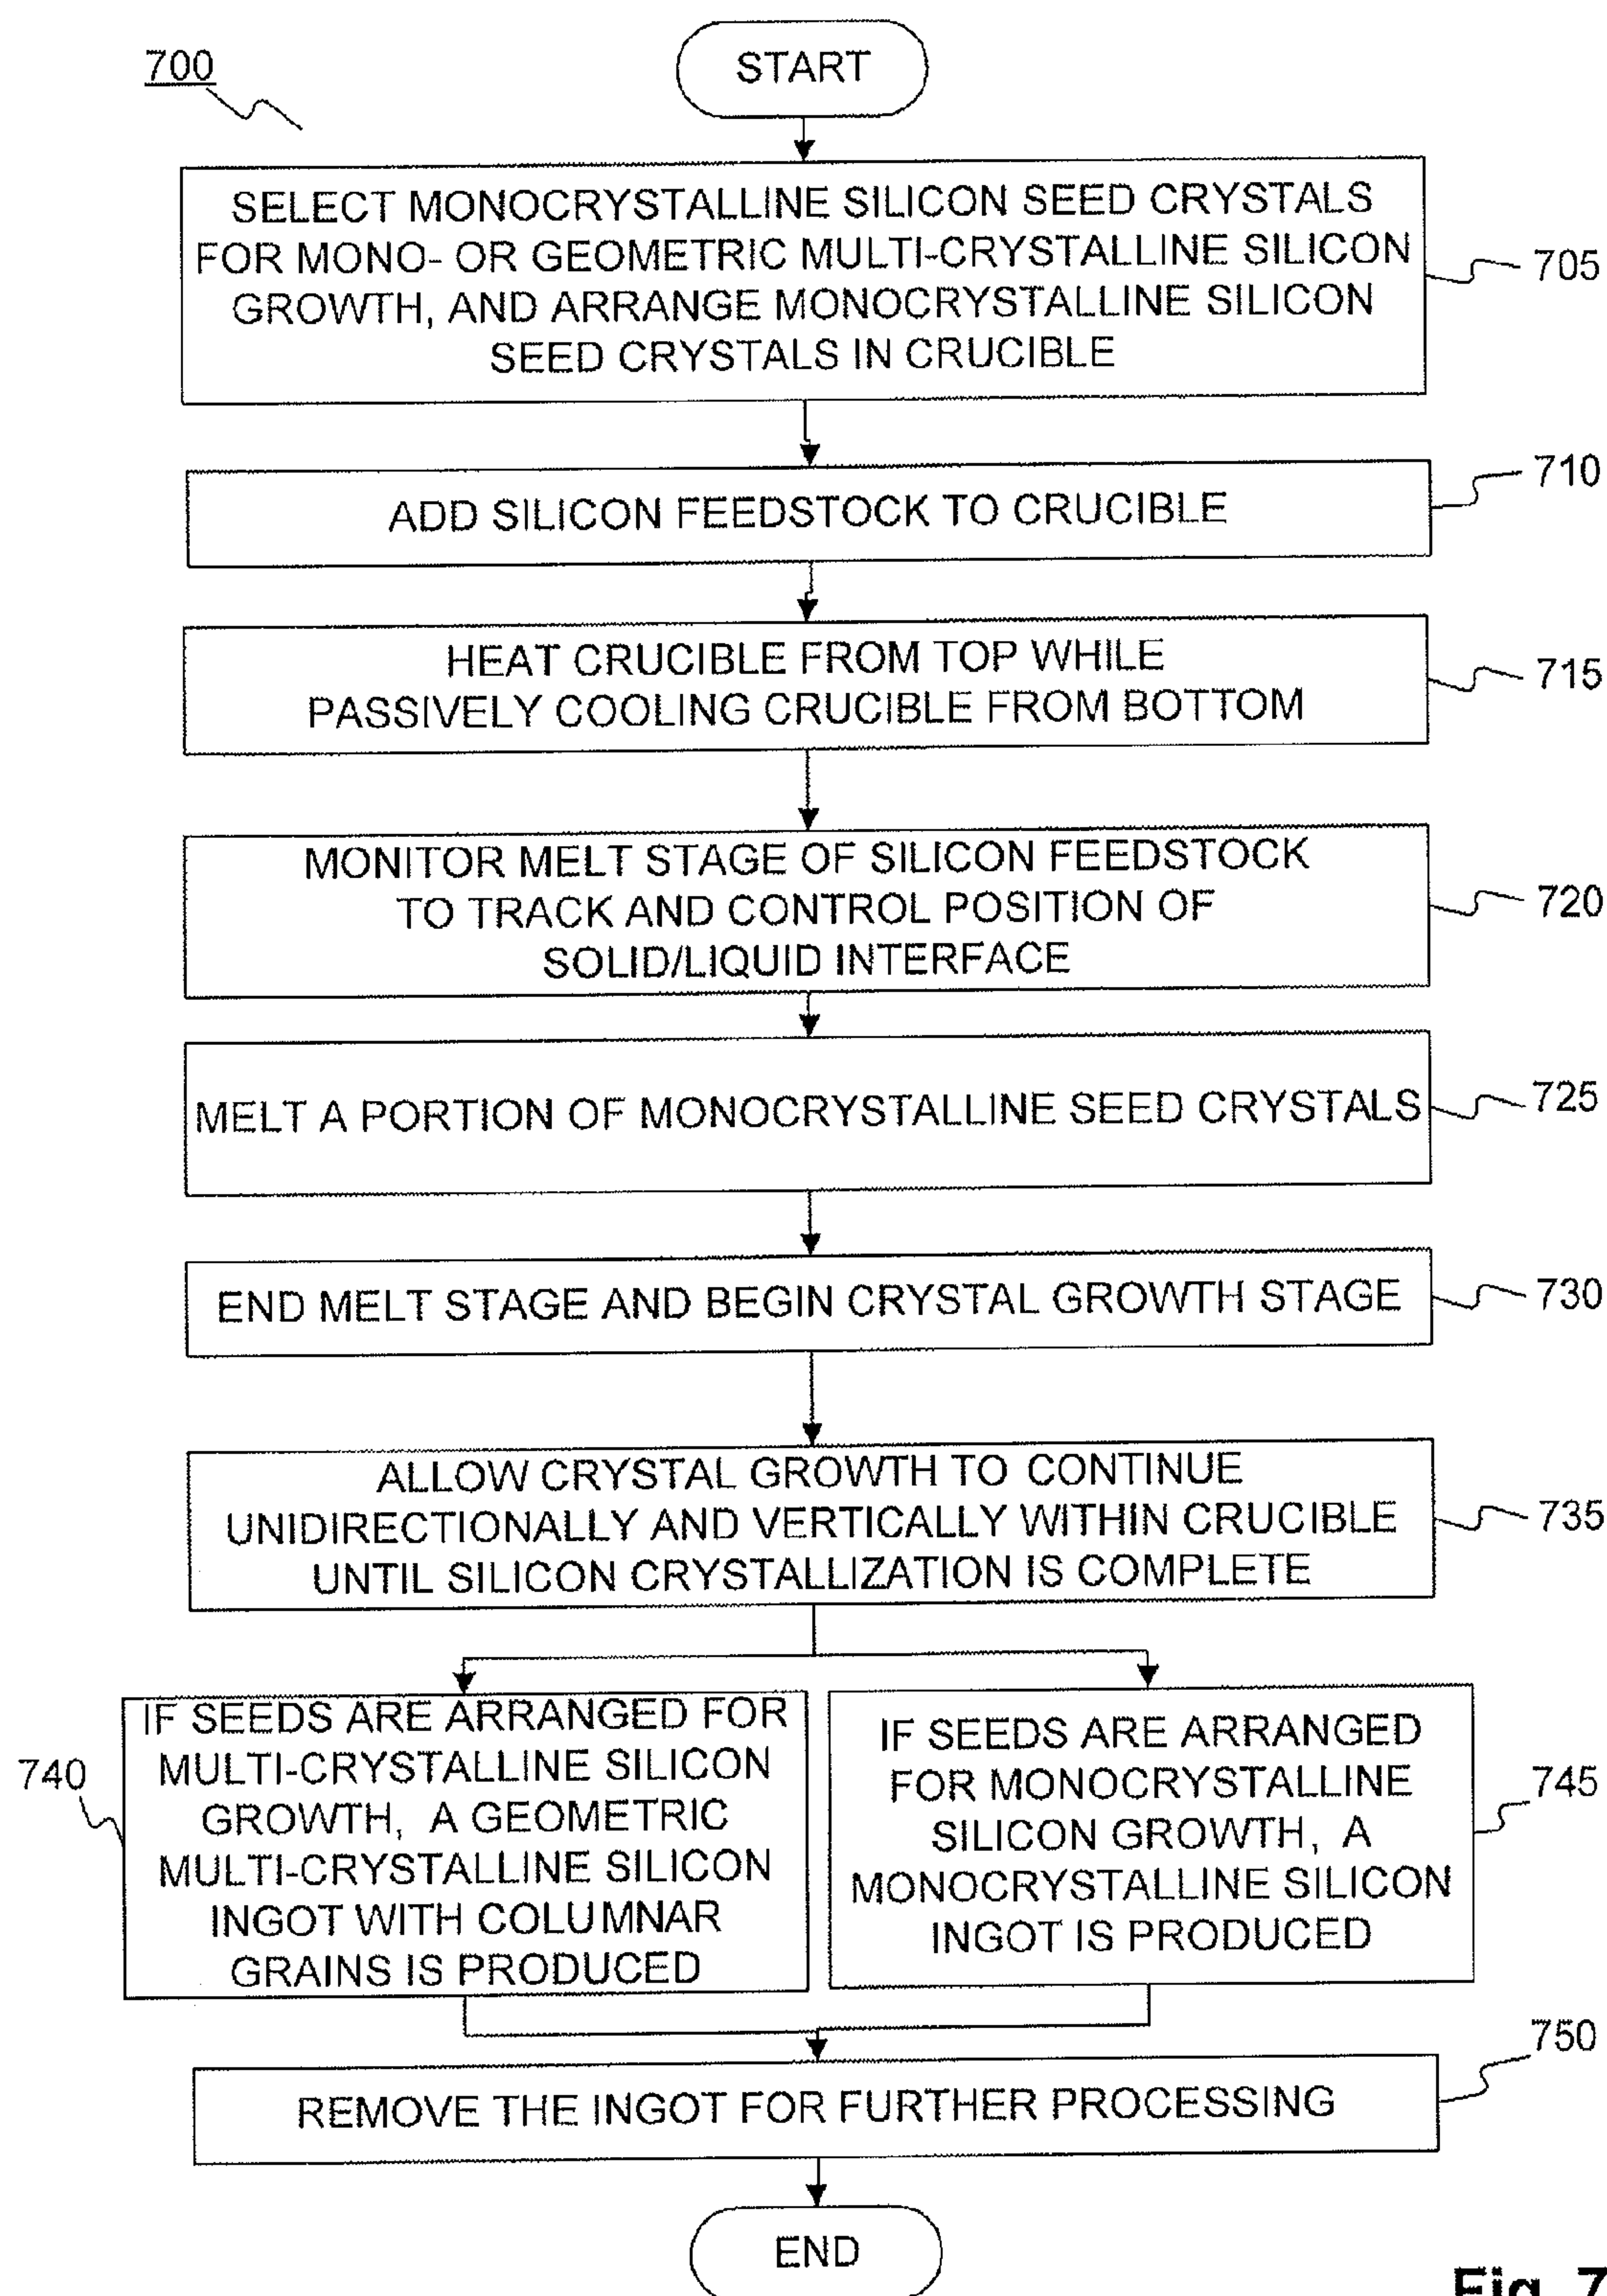 700
START
SELECT MONOCRYSTALLINE SILICON SEED CRYSTALS
FOR MONO- OR GEOMETRIC MULTI-CRYSTALLINE SILICON
GROWTH, AND ARRANGE MONOCRYSTALLINE SILICON
SEED CRYSTALS IN CRUCIBLE
705
ADD SILICON FEEDSTOCK TO CRUCIBLE
710
HEAT CRUCIBLE FROM TOP WHILE
PASSIVELY COOLING CRUCIBLE FROM BOTTOM
715
MONITOR MELT STAGE OF SILICON FEEDSTOCK
TO TRACK AND CONTROL POSITION OF
SOLID/LIQUID INTERFACE
720
MELT A PORTION OF MONOCRYSTALLINE SEED CRYSTALS
725
END MELT STAGE AND BEGIN CRYSTAL GROWTH STAGE
730
ALLOW CRYSTAL GROWTH TO CONTINUE
UNIDIRECTIONALLY AND VERTICALLY WITHIN CRUCIBLE
UNTIL SILICON CRYSTALLIZATION IS COMPLETE
735
740
IF SEEDS ARE ARRANGED FOR
MULTI-CRYSTALLINE SILICON
GROWTH, A GEOMETRIC
MULTI-CRYSTALLINE SILICON
INGOT WITH COLUMNAR
GRAINS IS PRODUCED
IF SEEDS ARE ARRANGED
FOR MONOCRYSTALLINE
SILICON GROWTH, A
MONOCRYSTALLINE SILICON
INGOT IS PRODUCED
745
REMOVE THE INGOT FOR FURTHER PROCESSING
750
END
Fig. 7